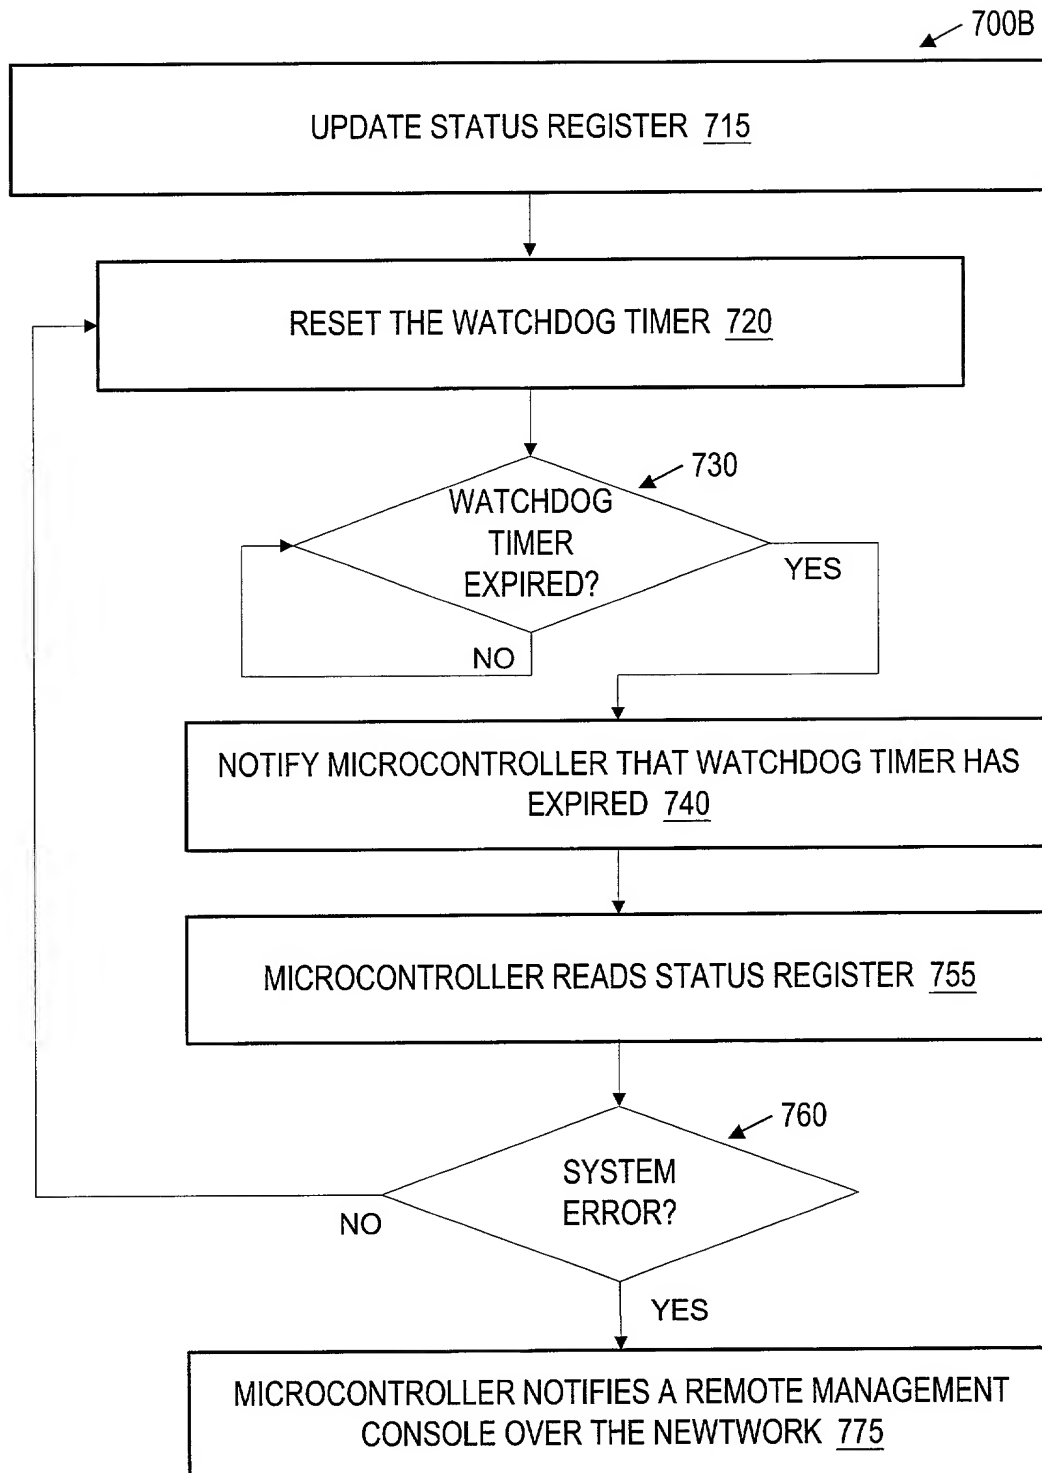 700B
UPDATE STATUS REGISTER 715
RESET THE WATCHDOG TIMER 720
730
WATCHDOG
TIMER
EXPIRED?
YES
NO
NOTIFY MICROCONTROLLER THAT WATCHDOG TIMER HAS
EXPIRED 740
MICROCONTROLLER READS STATUS REGISTER 755
760
SYSTEM
ERROR?
NO
YES
MICROCONTROLLER NOTIFIES A REMOTE MANAGEMENT
CONSOLE OVER THE NEWTWORK 775